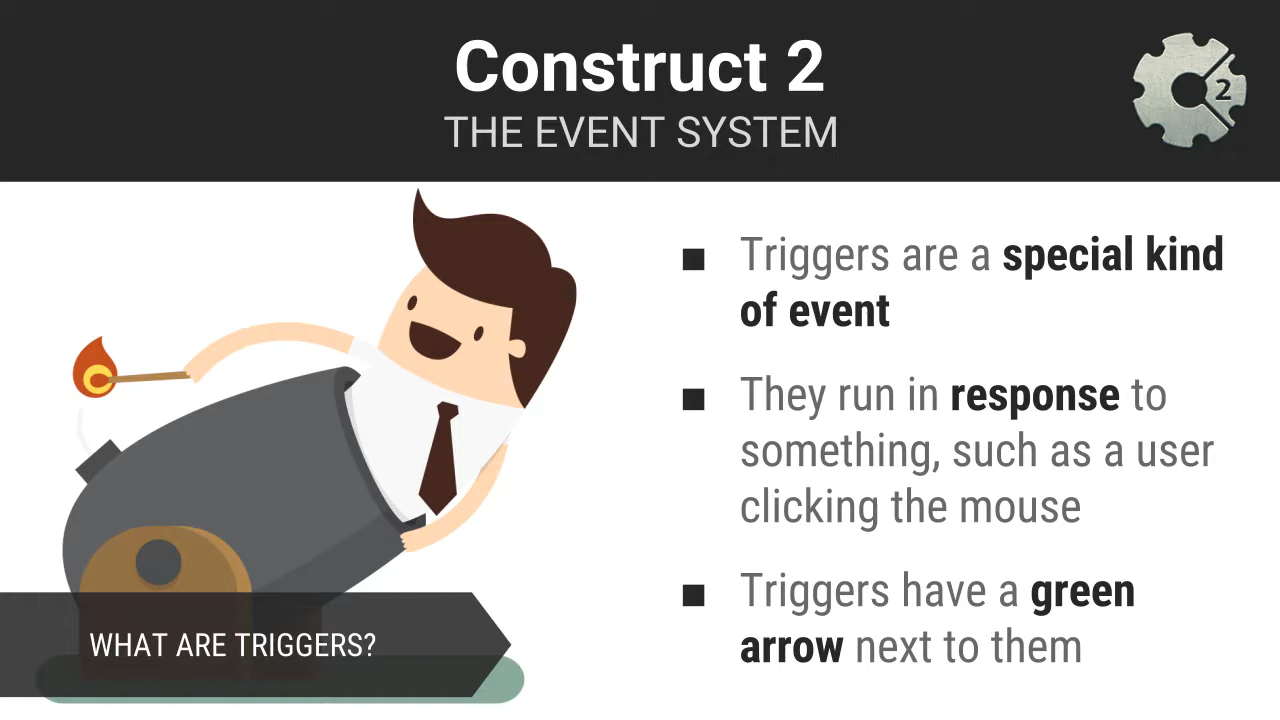 Construct 2
THE EVENT SYSTEM
2
■ Triggers are a special kind
of event
■ They run in response to
something, such as a user
clicking the mouse
■ Triggers have a green
arrow next to them
WHAT ARE TRIGGERS?